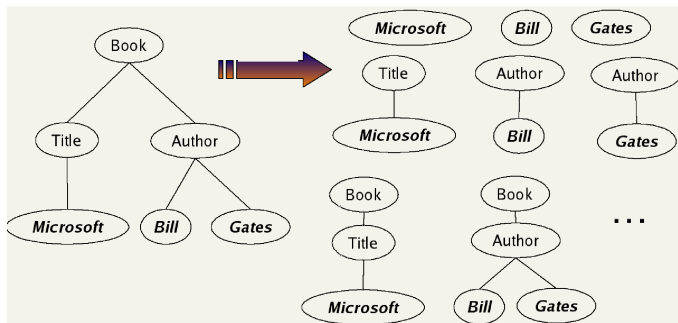 Book
Title Author
Microsoft Bill Gates
Microsoft Bill Gates
Title Author Author
Microsoft Bill Gates
Book Book
Title Author
Microsoft Bill Gates
...